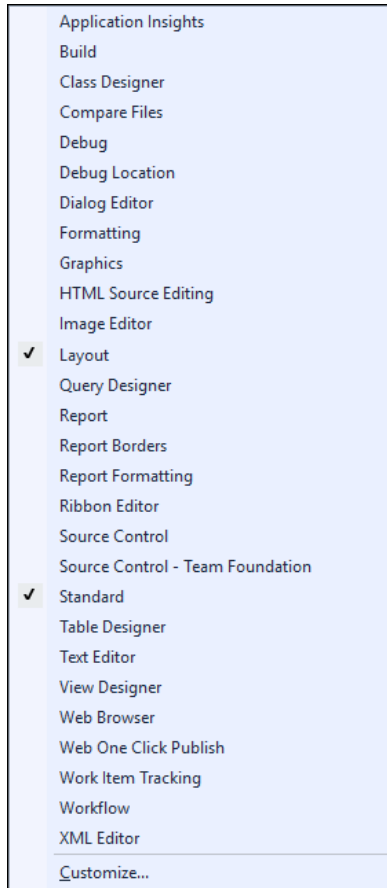 Application Insights
Build
Class Designer
Compare Files
Debug
Debug Location
Dialog Editor
Formatting
Graphics
HTML Source Editing
Image Editor
Layout
Query Designer
Report
Report Borders
Report Formatting
Ribbon Editor
Source Control
Source Control - Team Foundation
Standard
Table Designer
Text Editor
View Designer
Web Browser
Web One Click Publish
Work Item Tracking
Workflow
XML Editor
Customize...